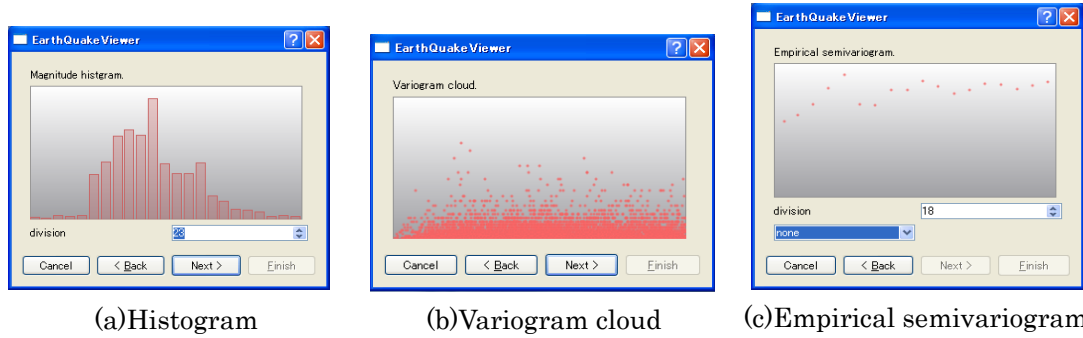 EarthQuakeViewer
Magnitude histgram.
division 23
Cancel < Back Next > Finish
(a)Histogram
EarthQuakeViewer
Variogram cloud.
Cancel < Back Next > Finish
(b)Variogram cloud
EarthQuakeViewer
Empirical semivariogram.
division 18
none
Cancel < Back Next > Finish
(c)Empirical semivariogram